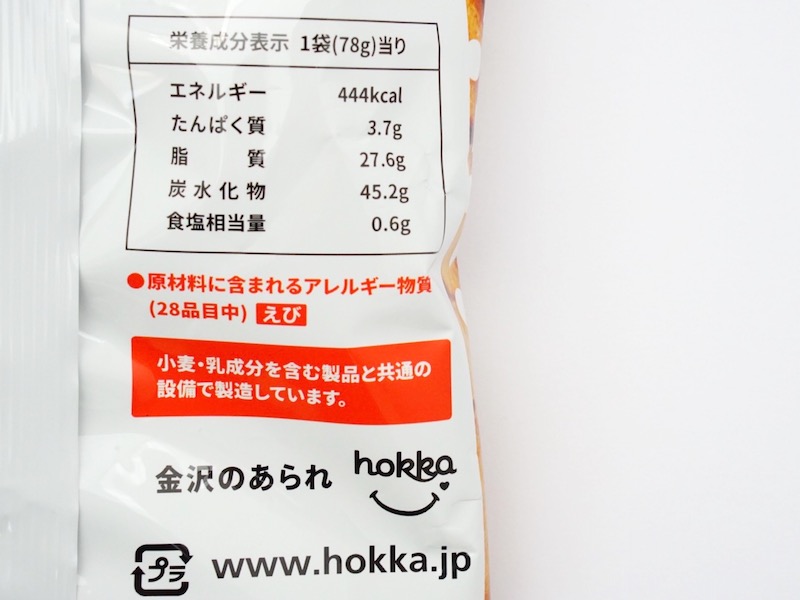 栄養成分表示 1袋(78g)当り
エネルギー 444kcal
たんぱく質 3.7g
脂質 27.6g
炭水化物 45.2g
食塩相当量 0.6g
●原材料に含まれるアレルギー物質
(28品目中) えび
小麦・乳成分を含む製品と共通の
設備で製造しています。
金沢のあられ hokka
プラ www.hokka.jp